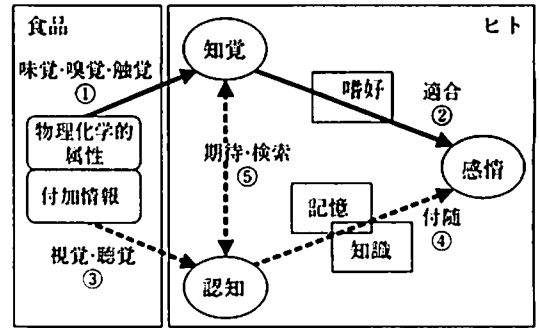 食品
ヒト
知覚
味覚・嗅覚・触覚
①
嗜好
適合
②
物理化学的
属性
期待・検索
⑤
感情
付加情報
記憶
付随
④
知識
視覚・聴覚
③
認知